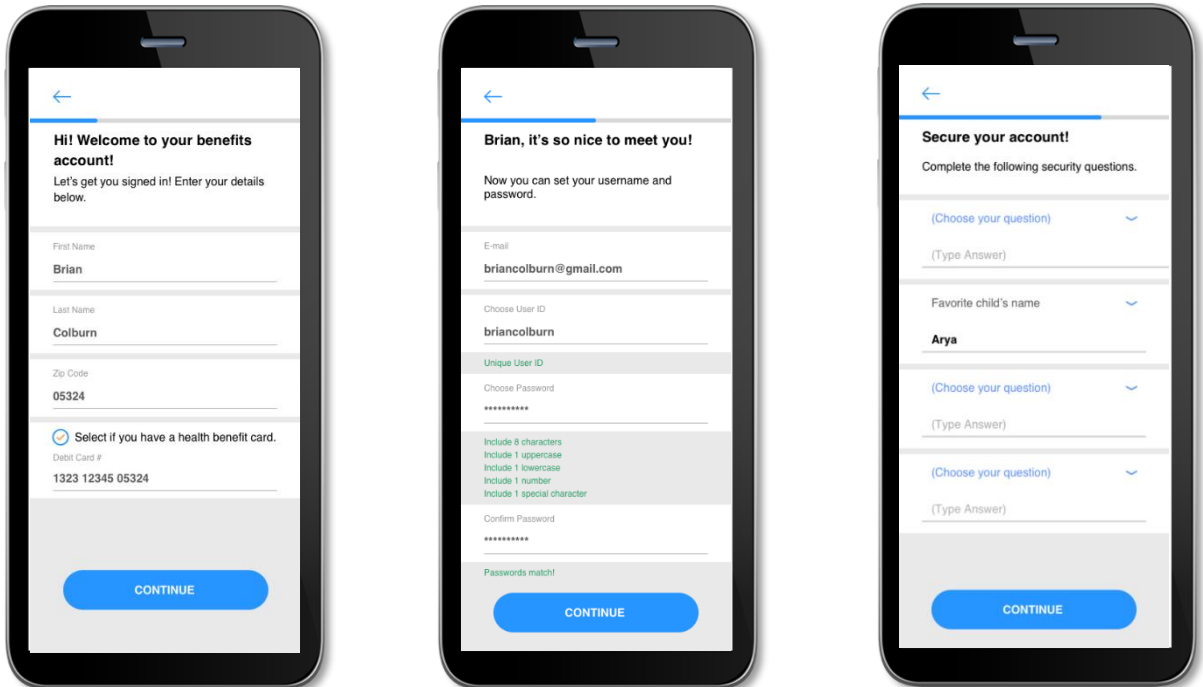 Hi! Welcome to your benefits
account!
Let's get you signed in! Enter your details
below.
First Name
Brian
Last Name
Colburn
Zip Code
05324
Select if you have a health benefit card.
Debit Card #
1323 12345 05324
CONTINUE
Brian, it's so nice to meet you!
Now you can set your username and
password.
E-mail
briancolburn@gmail.com
Choose User ID
briancolburn
Unique User ID
Choose Password
**********
Include 8 characters
Include 1 uppercase
Include 1 lowercase
Include 1 number
Include 1 special character
Confirm Password
**********
Passwords match!
CONTINUE
Secure your account!
Complete the following security questions.
(Choose your question)
(Type Answer)
Favorite child's name
Arya
(Choose your question)
(Type Answer)
(Choose your question)
(Type Answer)
CONTINUE